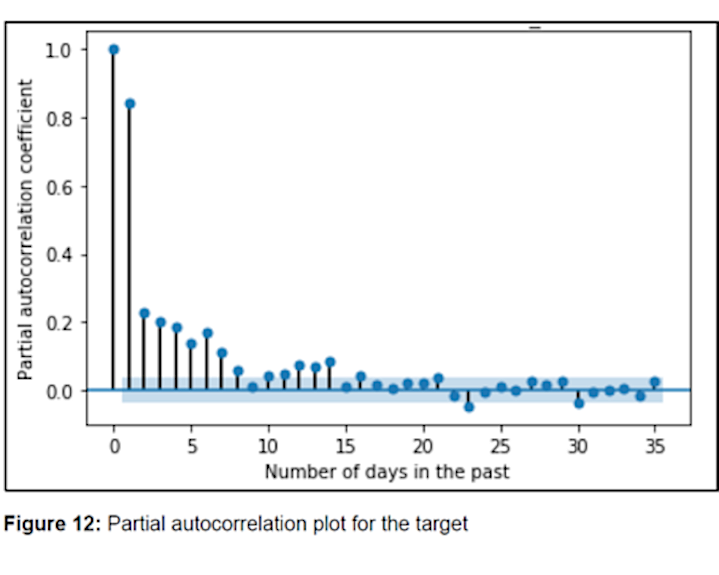 1.0
0.8
0.6
0.4
0.2
0.0
Partial autocorrelation coefficient
0 5 10 15 20 25 30 35
Number of days in the past
Figure 12: Partial autocorrelation plot for the target